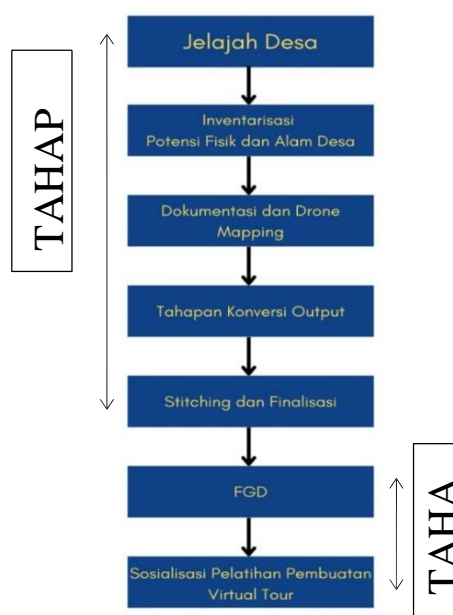 TAHAP
Jelajah Desa
Inventarisasi
Potensi Fisik dan Alam Desa
Dokumentasi dan Drone
Mapping
Tahapan Konversi Output
Stitching dan Finalisasi
FGD
TAHA
Sosialisasi Pelatihan Pembuatan
Virtual Tour